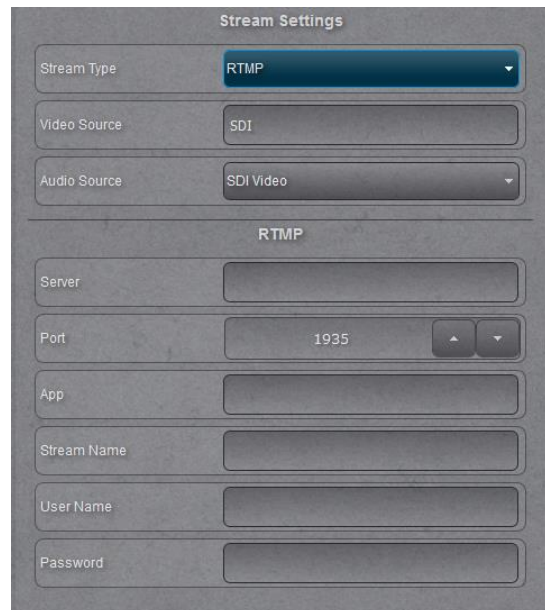 Stream Settings
Stream Type RTMP
Video Source SDI
Audio Source SDI Video
RTMP
Server
Port 1935
App
Stream Name
User Name
Password